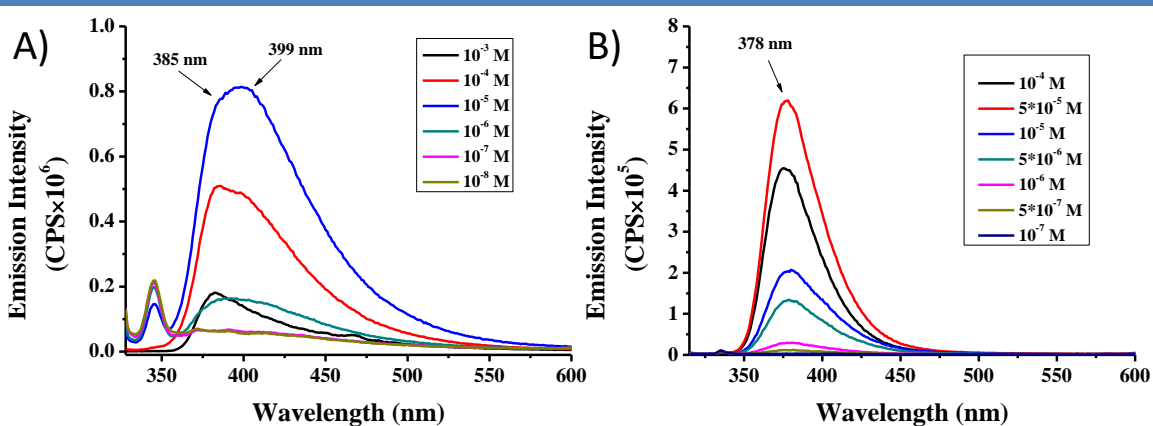 A)
385 nm
399 nm
10⁻³ M
10⁻⁴ M
10⁻⁵ M
10⁻⁶ M
10⁻⁷ M
10⁻⁸ M
Emission Intensity
(CPS×10⁶)
1.0
0.8
0.6
0.4
0.2
0.0
350 400 450 500 550 600
Wavelength (nm)
B)
378 nm
10⁻⁴ M
5*10⁻⁵ M
10⁻⁵ M
5*10⁻⁶ M
10⁻⁶ M
5*10⁻⁷ M
10⁻⁷ M
Emission Intensity
(CPS×10⁵)
8
7
6
5
4
3
2
1
0
350 400 450 500 550 600
Wavelength (nm)